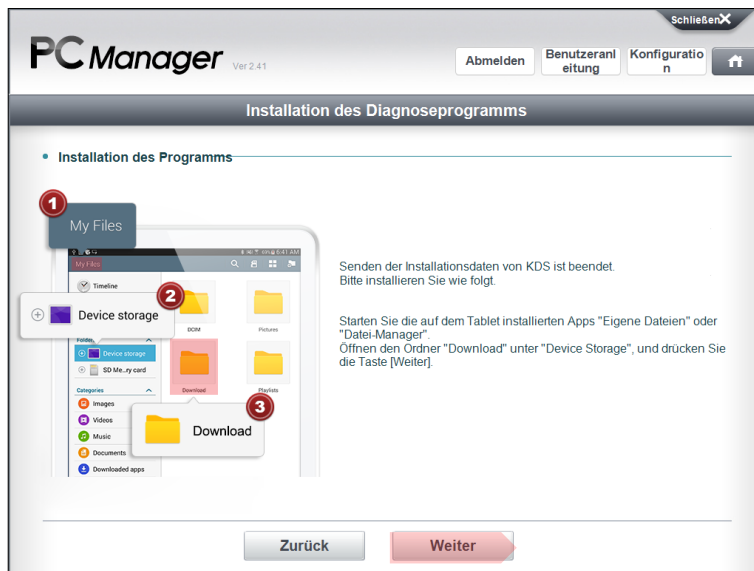 Schließen X
PC Manager Ver 2.41
Abmelden
Benutzeranl
eitung
Konfiguratio
n
Installation des Diagnoseprogramms
Installation des Programms
1
My Files
My Files
Timeline
2
Device storage
Device storage
SD Me..ry card
Categories
Images
Videos
Music
Documents
Downloaded apps
DCIM
Pictures
Download
Playlists
3
Download
Senden der Installationsdaten von KDS ist beendet.
Bitte installieren Sie wie folgt.
Starten Sie die auf dem Tablet installierten Apps "Eigene Dateien" oder
"Datei-Manager".
Öffnen den Ordner "Download" unter "Device Storage", und drücken Sie
die Taste [Weiter].
Zurück
Weiter